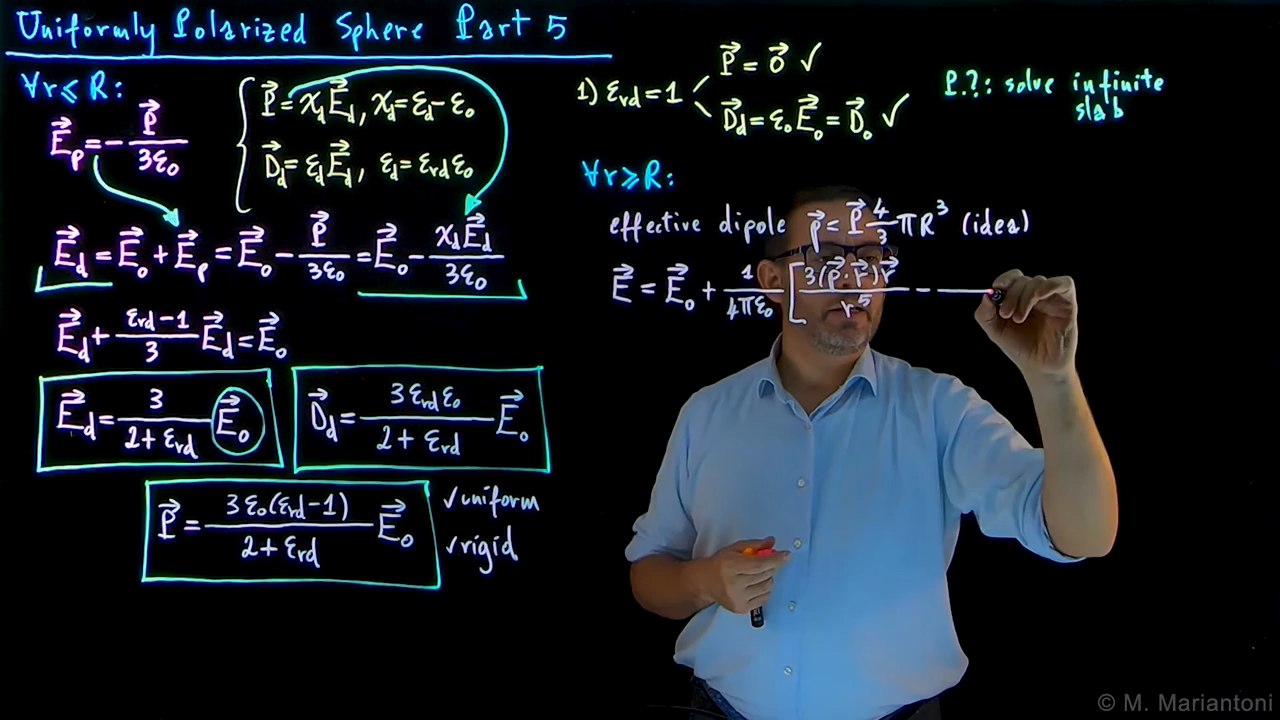 Uniformly Polarized Sphere Part 5
∀r⩽R:
E⃗p = - P⃗/3ε₀
{ P⃗ = χd E⃗d, χd = εd - ε₀
D⃗d = εd E⃗d, εd = εrd ε₀
E⃗d = E⃗₀ + E⃗p = E⃗₀ - P⃗/3ε₀ = E⃗₀ - χd E⃗d/3ε₀
E⃗d + (εrd - 1)/3 E⃗d = E⃗₀
E⃗d = 3/(2 + εrd) E⃗₀
D⃗d = 3εrd ε₀/(2 + εrd) E⃗₀
P⃗ = 3ε₀(εrd - 1)/(2 + εrd) E⃗₀
✓uniform
✓rigid
1) εrd = 1
P⃗ = 0⃗ ✓
D⃗d = ε₀ E⃗₀ = D⃗₀ ✓
P.?: solve infinite
slab
∀r⩾R:
effective dipole p⃗ = P⃗ 4/3 πR³ (idea)
E⃗ = E⃗₀ + 1/4πε₀ [ 3(p⃗·r⃗)r⃗/r⁵ -
© M. Mariantoni